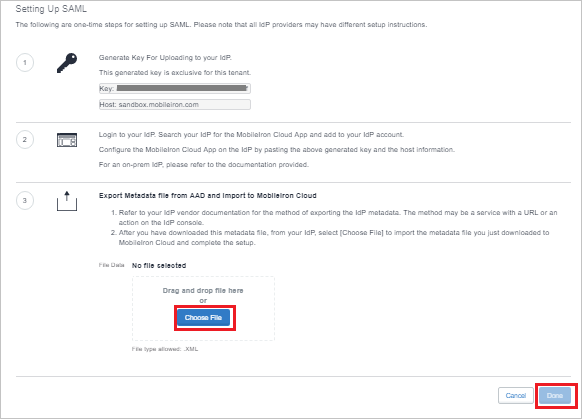 Setting Up SAML
The following are one-time steps for setting up SAML. Please note that all IdP providers may have different setup instructions.
1
Generate Key For Uploading to your IdP.
This generated key is exclusive for this tenant.
Key:
Host: sandbox.mobileiron.com
2
Login to your IdP. Search your IdP for the MobileIron Cloud App and add to your IdP account.
Configure the MobileIron Cloud App on the IdP by pasting the above generated key and the host information.
For an on-prem IdP, please refer to the documentation provided.
3
Export Metadata file from AAD and Import to MobileIron Cloud
1. Refer to your IdP vendor documentation for the method of exporting the IdP metadata. The method may be a service with a URL or an
action on the IdP console.
2. After you have downloaded this metadata file, from your IdP, select [Choose File] to import the metadata file you just downloaded to
MobileIron Cloud and complete the setup.
File Data No file selected
Drag and drop file here
or
Choose File
File type allowed: .XML
Cancel Done